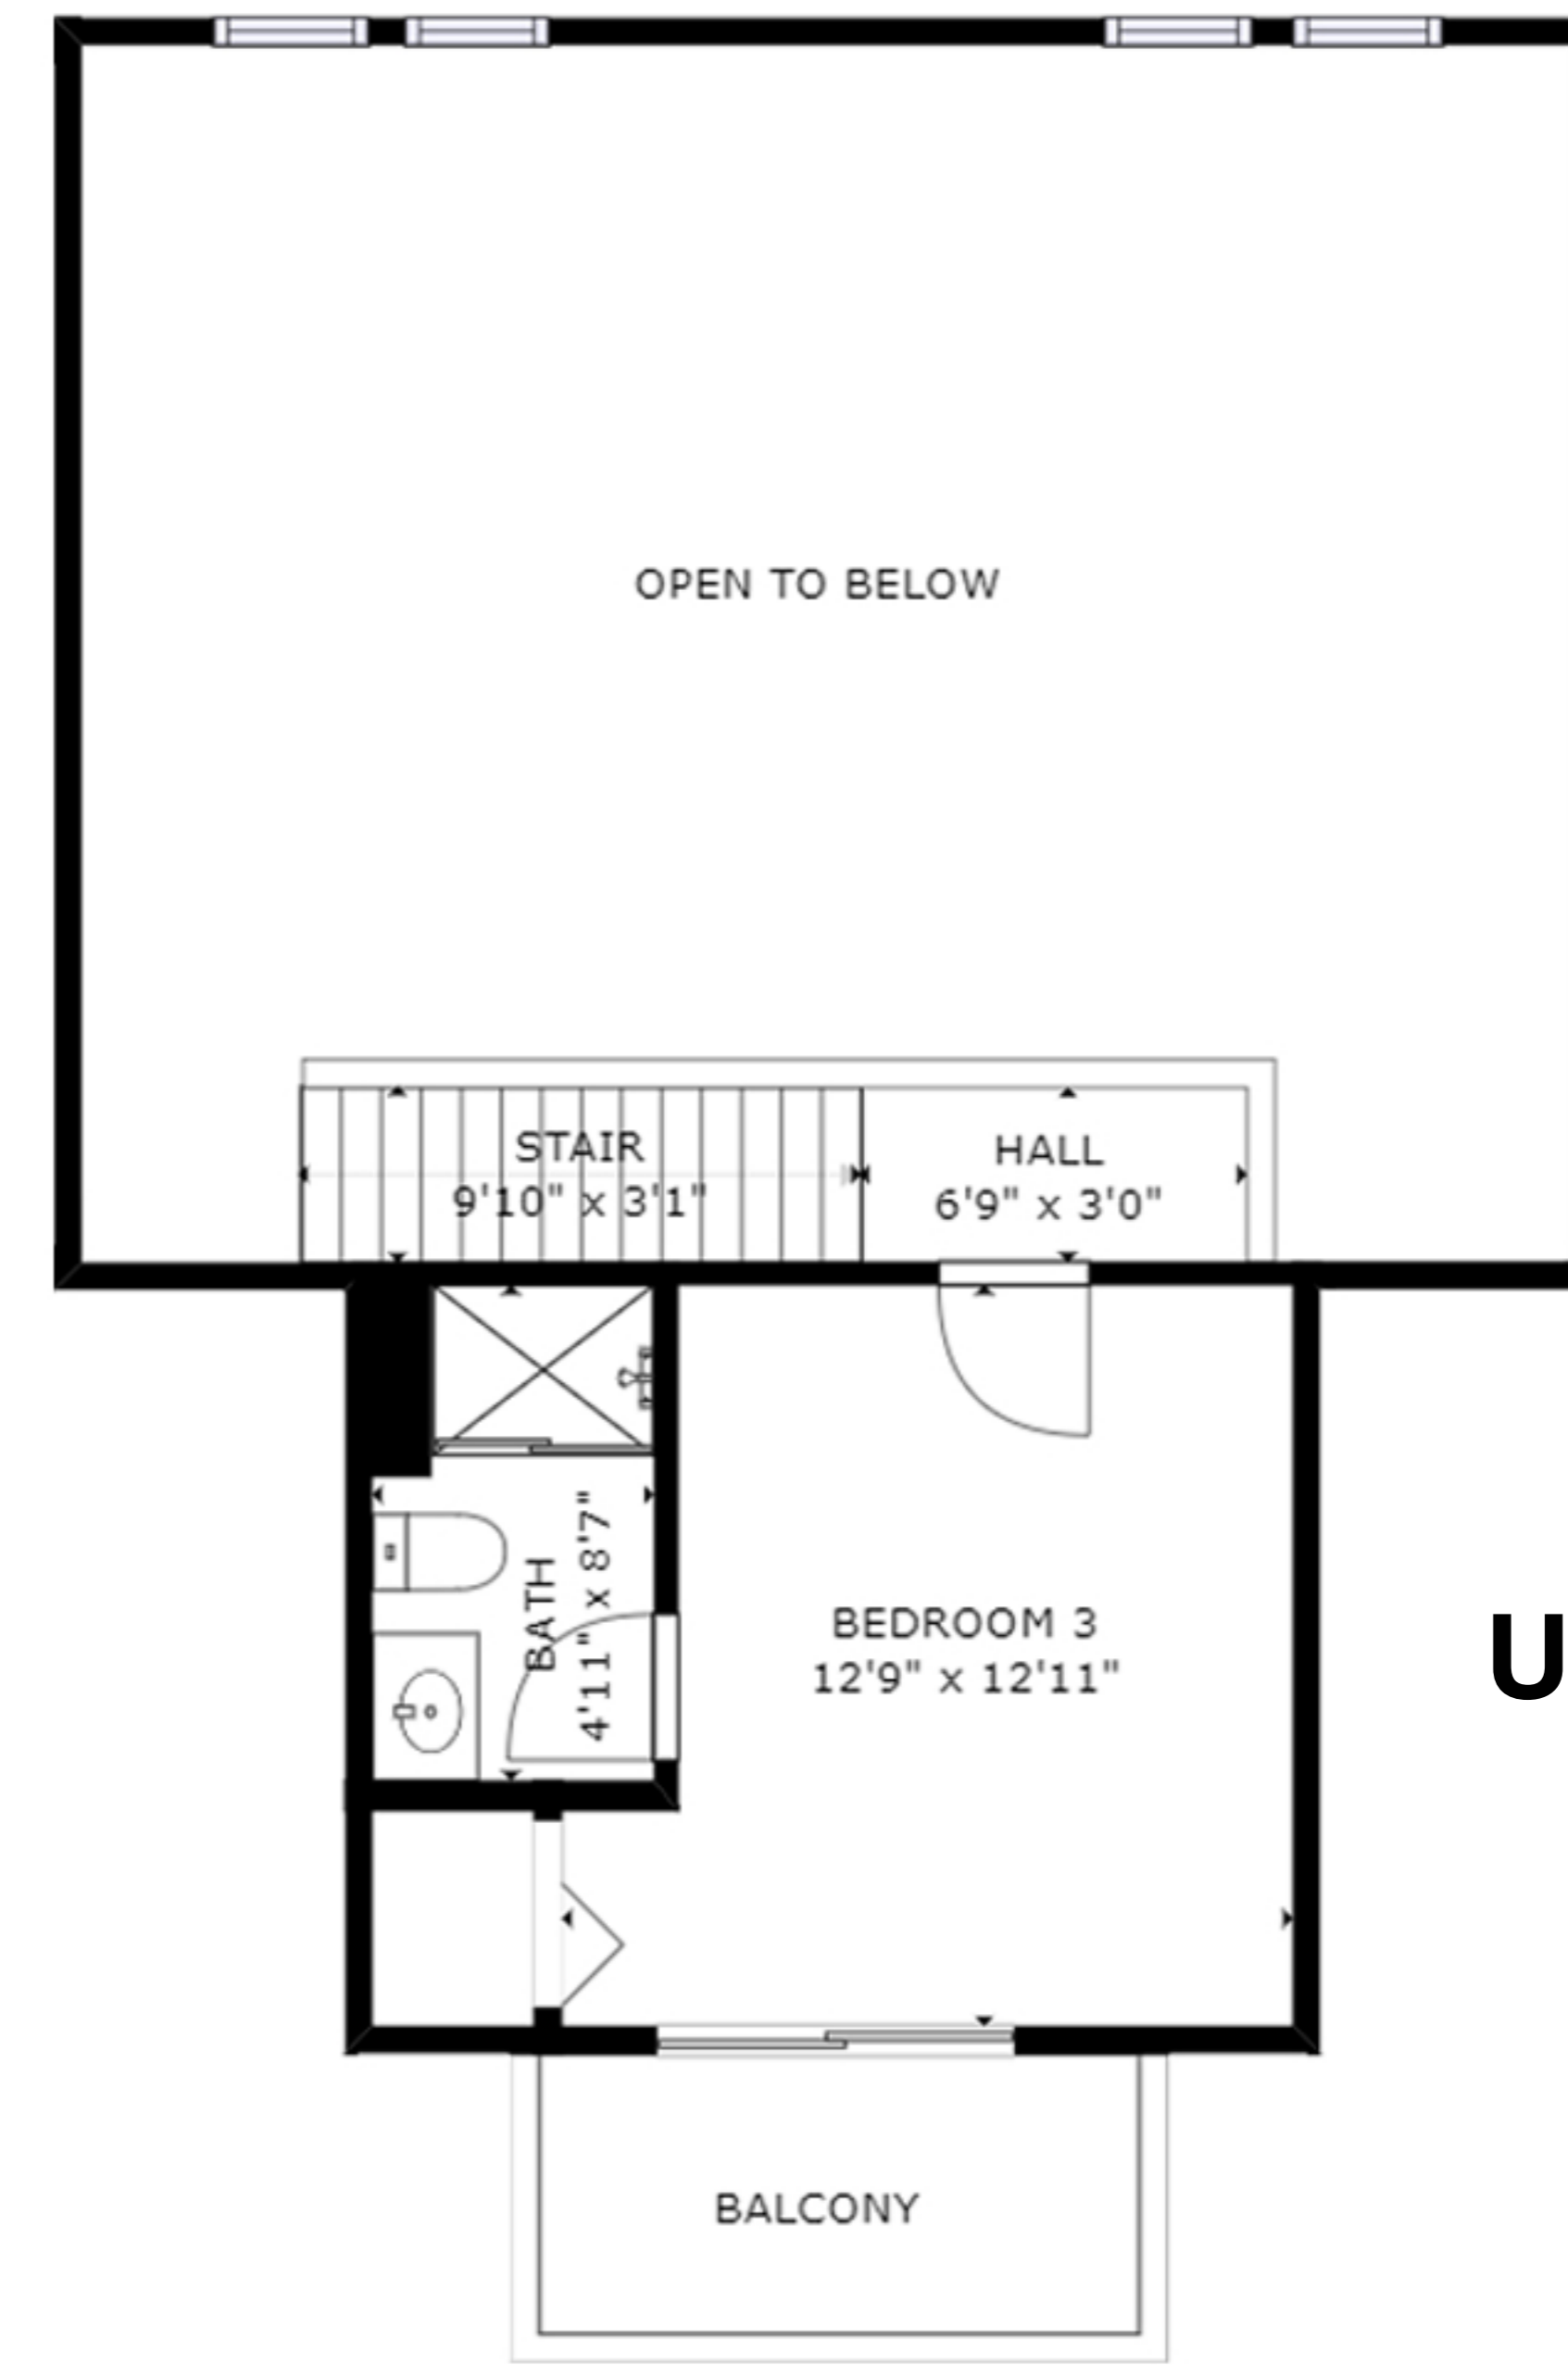 OPEN TO BELOW
STAIR
9'10" x 3'1"
HALL
6'9" x 3'0"
BATH
4'11" x 8'7"
BEDROOM 3
12'9" x 12'11"
U
BALCONY